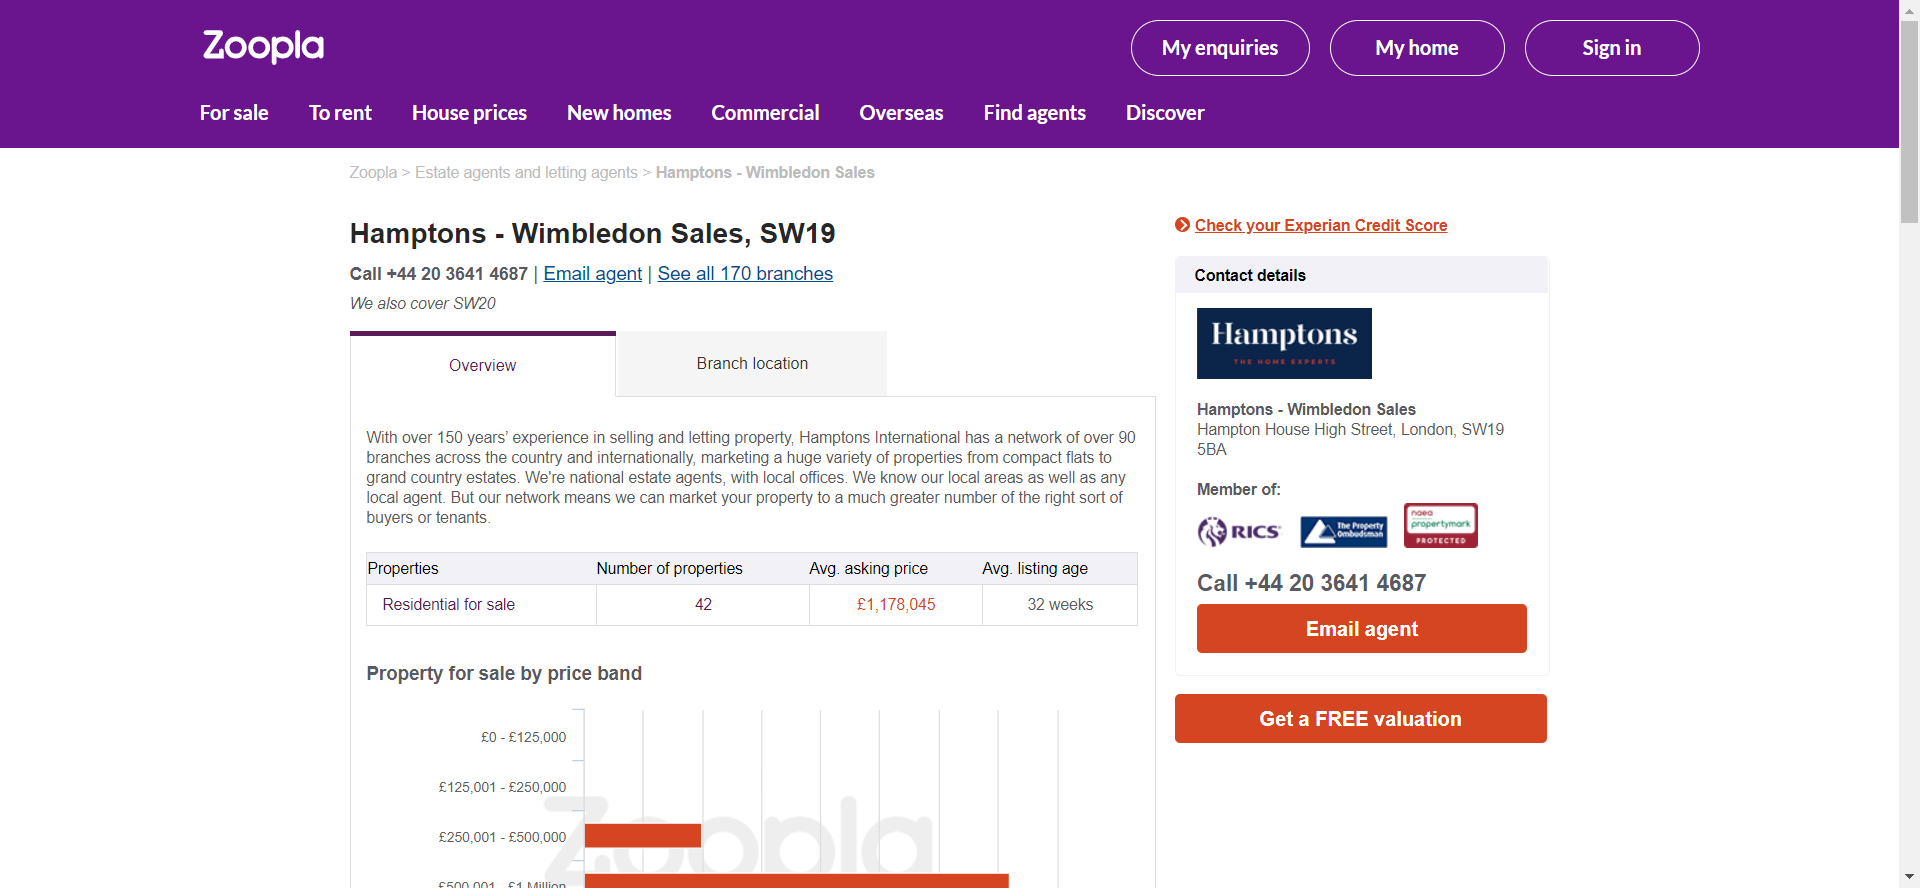 Zoopla
My enquiries
My home
Sign in
For sale
To rent
House prices
New homes
Commercial
Overseas
Find agents
Discover
Zoopla > Estate agents and letting agents > Hamptons - Wimbledon Sales
Hamptons - Wimbledon Sales, SW19
Call +44 20 3641 4687 | Email agent | See all 170 branches
We also cover SW20
Overview
Branch location
With over 150 years' experience in selling and letting property, Hamptons International has a network of over 90
branches across the country and internationally, marketing a huge variety of properties from compact flats to
grand country estates. We're national estate agents, with local offices. We know our local areas as well as any
local agent. But our network means we can market your property to a much greater number of the right sort of
buyers or tenants.
Properties Number of properties Avg. asking price Avg. listing age
Residential for sale 42 £1,178,045 32 weeks
Property for sale by price band
£0 - £125,000
£125,001 - £250,000
£250,001 - £500,000
£500,001 - £1 Million
Zoopla
Check your Experian Credit Score
Contact details
Hamptons
THE HOME EXPERTS
Hamptons - Wimbledon Sales
Hampton House High Street, London, SW19
5BA
Member of:
RICS
The Property
Ombudsman
naea
propertymark
PROTECTED
Call +44 20 3641 4687
Email agent
Get a FREE valuation